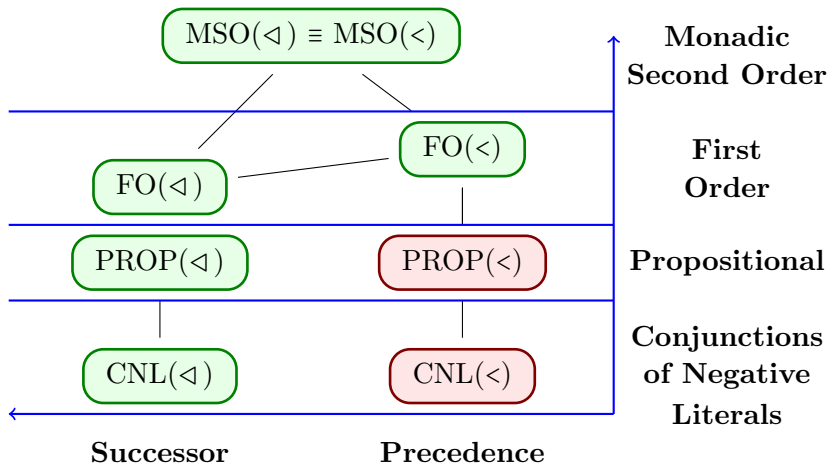 MSO(⊲) ≡ MSO(<)
Monadic
Second Order
FO(⊲)
FO(<)
First
Order
PROP(⊲)
PROP(<)
Propositional
CNL(⊲)
CNL(<)
Conjunctions
of Negative
Literals
Successor
Precedence